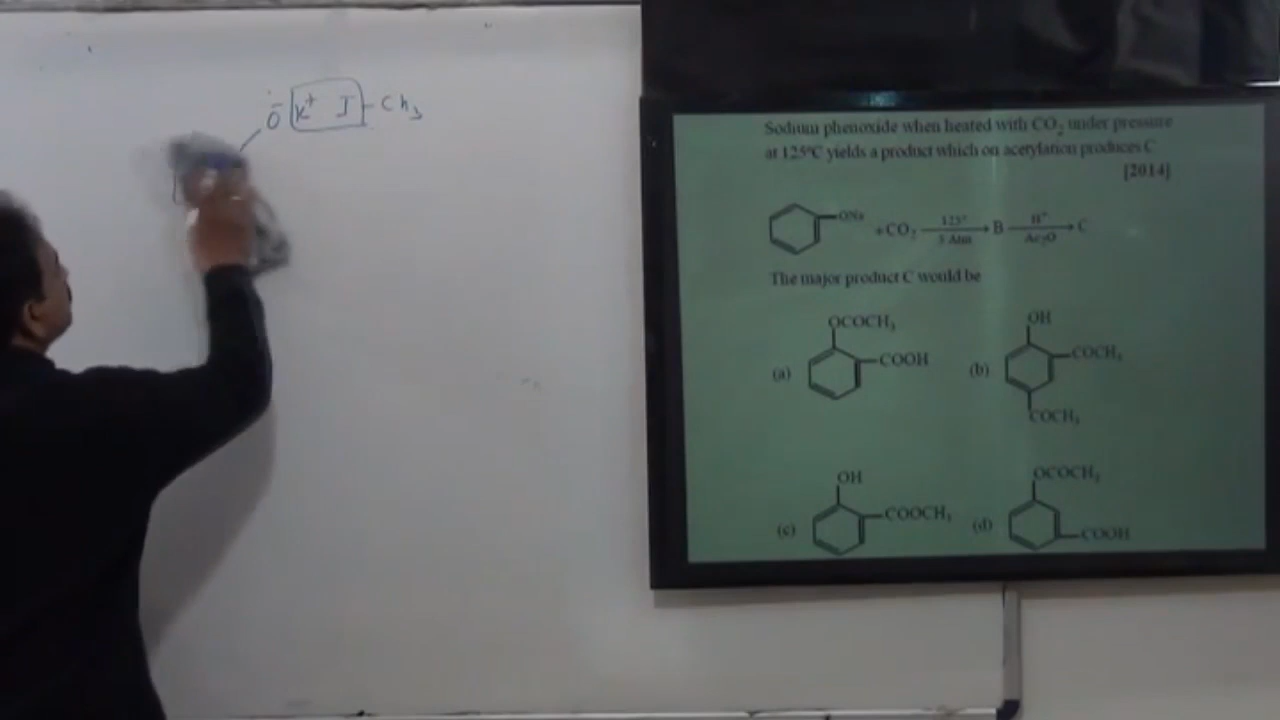 Ō K⁺ I-CH₃
Sodium phenoxide when heated with CO₂ under pressure
at 125°C yields a product which on acetylation produces C
[2014]
ONa +CO₂ 125° 5 Atm B H⁺ Ac₂O C
The major product C would be
(a) OCOCH₃ COOH
(b) OH COCH₃ COCH₃
(c) OH COOCH₃
(d) OCOCH₃ COOH